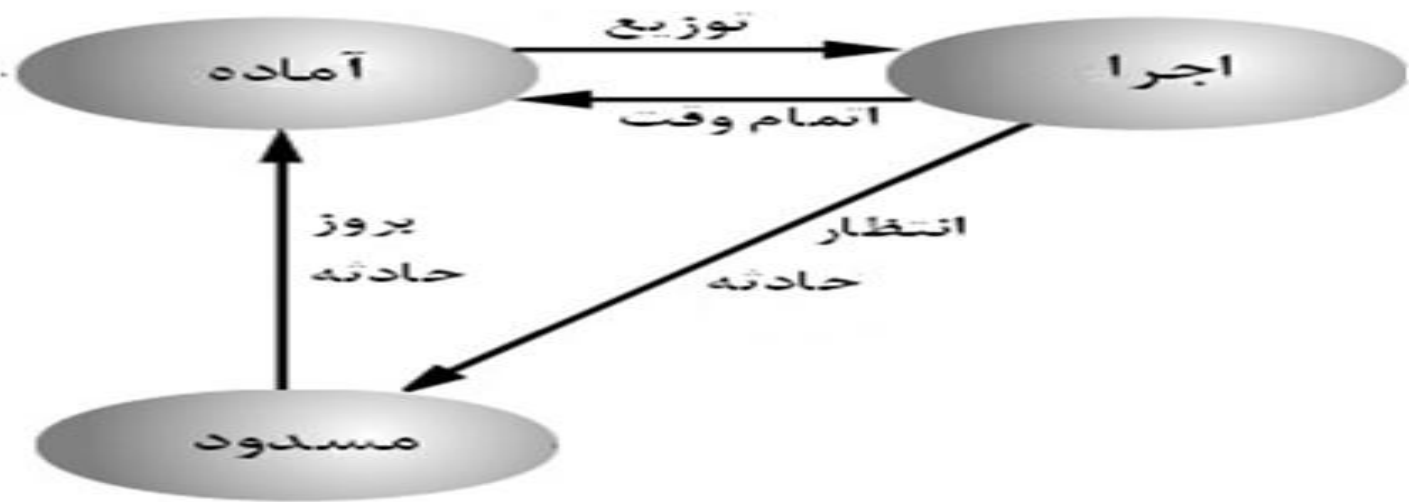 توزیع
آماده
اجرا
اتمام وقت
بروز
حادثه
انتظار
حادثه
مسدود